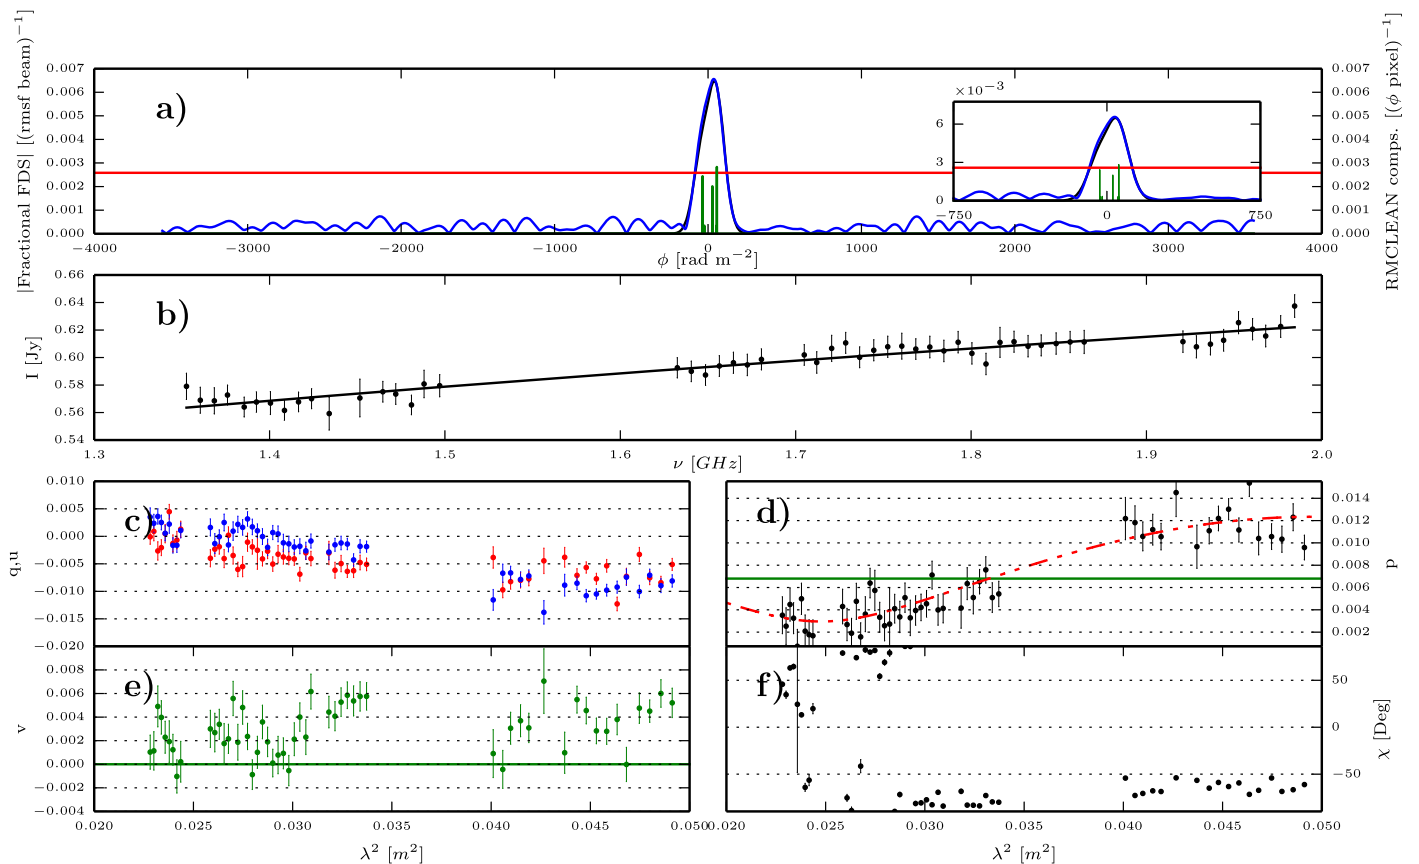 |Fractional FDS| [(rmsf beam)⁻¹]
RMCLEAN comps. [(ϕ pixel)⁻¹]
a)
0.007
0.006
0.005
0.004
0.003
0.002
0.001
0.000
0.007
0.006
0.005
0.004
0.003
0.002
0.001
0.000
×10⁻³
6
3
0
−750 0 750
−4000 −3000 −2000 −1000 0 1000 2000 3000 4000
ϕ [rad m⁻²]
b)
I [Jy]
0.66
0.64
0.62
0.60
0.58
0.56
0.54
1.3 1.4 1.5 1.6 1.7 1.8 1.9 2.0
ν [GHz]
c)
q,u
0.010
0.005
0.000
−0.005
−0.010
−0.015
−0.020
d)
p
0.014
0.012
0.010
0.008
0.006
0.004
0.002
e)
v
0.008
0.006
0.004
0.002
0.000
−0.002
−0.004
0.020 0.025 0.030 0.035 0.040 0.045 0.050
λ² [m²]
f)
χ [Deg]
50
0
−50
0.020 0.025 0.030 0.035 0.040 0.045 0.050
λ² [m²]